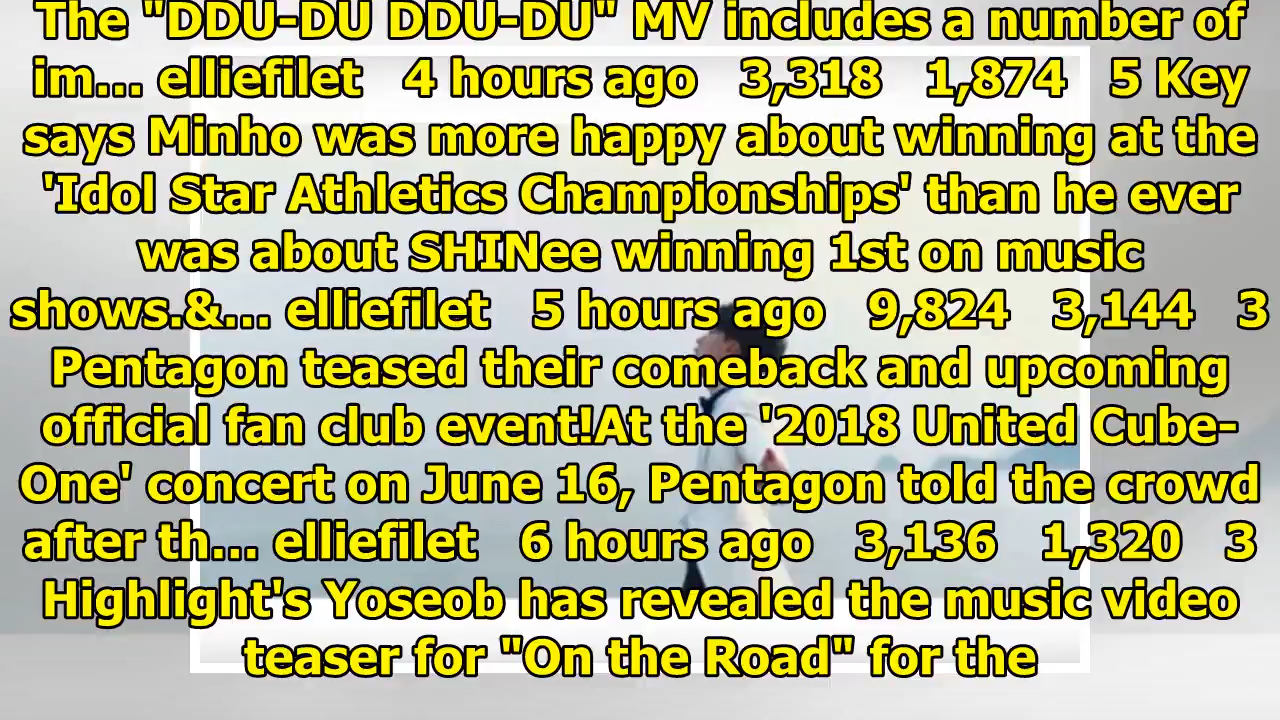 The "DDU-DU DDU-DU" MV includes a number of
im... elliefilet 4 hours ago 3,318 1,874 5 Key
says Minho was more happy about winning at the
'Idol Star Athletics Championships' than he ever
was about SHINee winning 1st on music
shows.&... elliefilet 5 hours ago 9,824 3,144 3
Pentagon teased their comeback and upcoming
official fan club event!At the '2018 United Cube-
One' concert on June 16, Pentagon told the crowd
after th... elliefilet 6 hours ago 3,136 1,320 3
Highlight's Yoseob has revealed the music video
teaser for "On the Road" for the